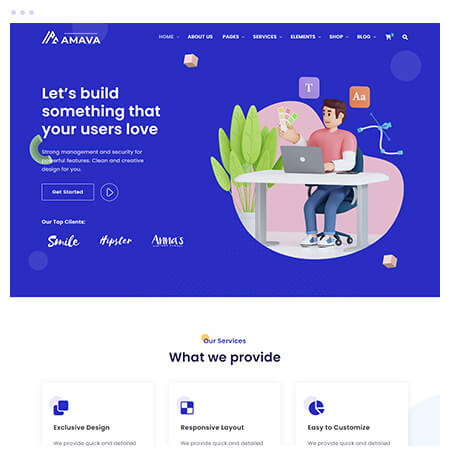 AMAVA
HOME ABOUT US PAGES SERVICES ELEMENTS SHOP BLOG
Let's build
something that
your users love
Strong management and security for
powerful features. Clean and creative
design for you.
Get Started
Our Top Clients:
Smile Hipster Anna's
T
Aa
Our Services
What we provide
Exclusive Design
We provide quick and detailed
Responsive Layout
We provide quick and detailed
Easy to Customize
We provide quick and detailed